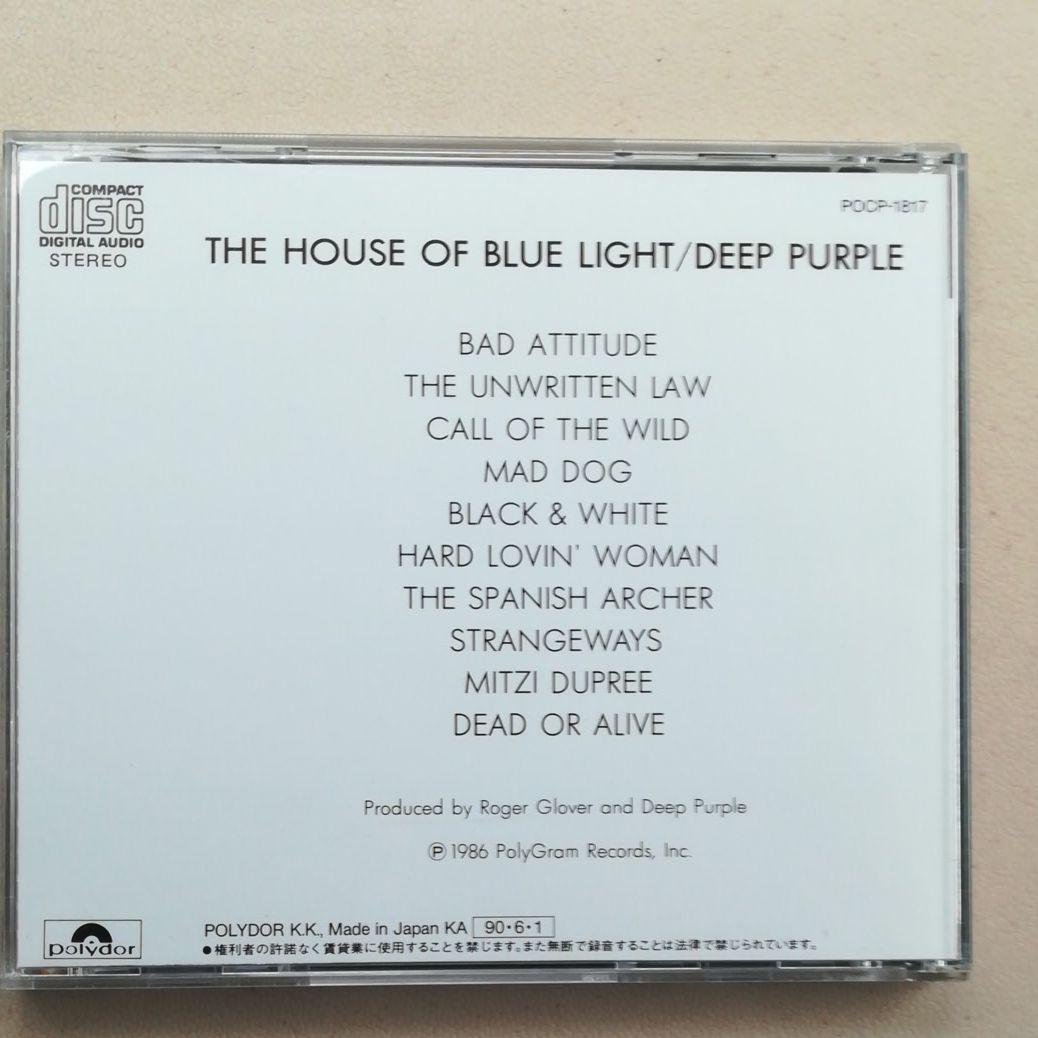 COMPACT
disc
DIGITAL AUDIO
STEREO
POCP-1817
THE HOUSE OF BLUE LIGHT/DEEP PURPLE
BAD ATTITUDE
THE UNWRITTEN LAW
CALL OF THE WILD
MAD DOG
BLACK & WHITE
HARD LOVIN' WOMAN
THE SPANISH ARCHER
STRANGEWAYS
MITZI DUPREE
DEAD OR ALIVE
Produced by Roger Glover and Deep Purple
Ⓟ1986 PolyGram Records, Inc.
polydor
POLYDOR K.K., Made in Japan KA 90・6・1
●権利者の許諾なく賃貸業に使用することを禁じます。また無断で録音することは法律で禁じられています。